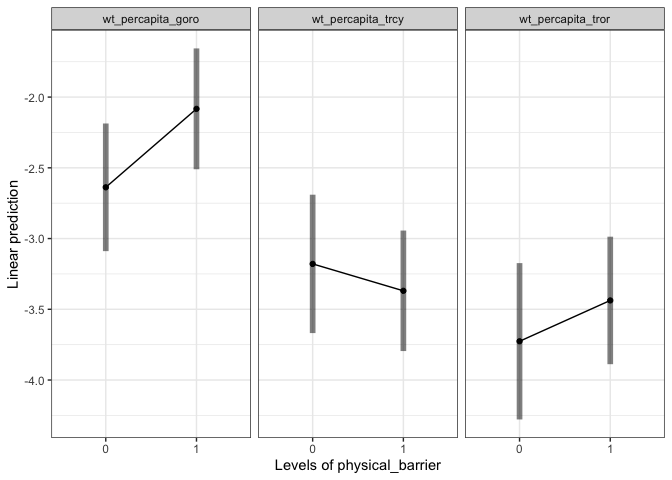 wt_percapita_goro wt_percapita_trcy wt_percapita_tror
Linear prediction
-2.0
-2.5
-3.0
-3.5
-4.0
0 1 0 1 0 1
Levels of physical_barrier